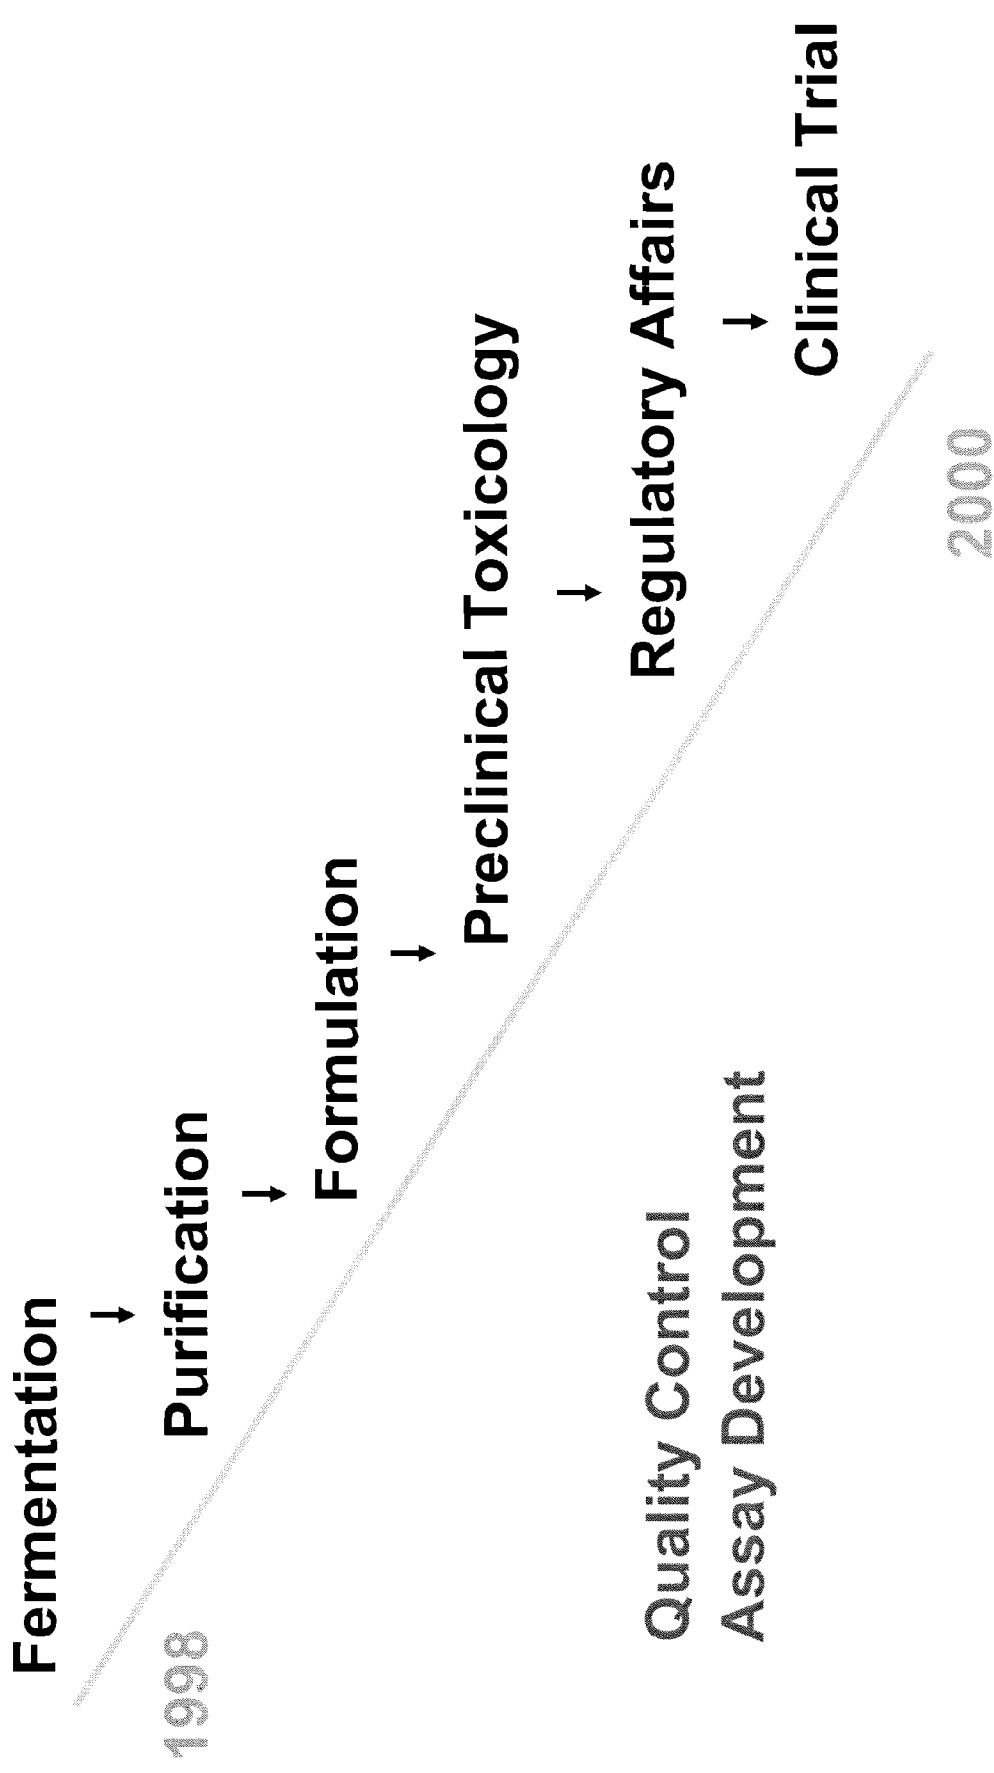 Fermentation
Purification
Formulation
Preclinical Toxicology
Regulatory Affairs
Clinical Trial
1998
2000
Quality Control
Assay Development